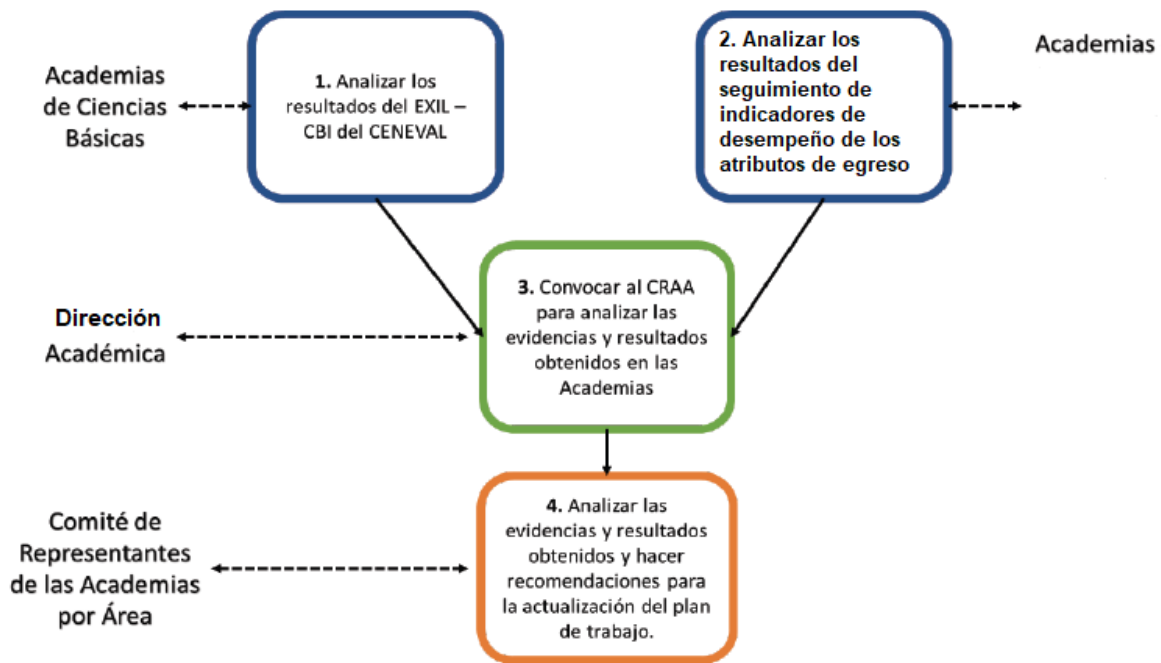 Academias
de Ciencias
Básicas
1. Analizar los
resultados del EXIL –
CBI del CENEVAL
2. Analizar los
resultados del
seguimiento de
indicadores de
desempeño de los
atributos de egreso
Academias
Dirección
Académica
3. Convocar al CRAA
para analizar las
evidencias y resultados
obtenidos en las
Academias
Comité de
Representantes
de las Academias
por Área
4. Analizar las
evidencias y resultados
obtenidos y hacer
recomendaciones para
la actualización del plan
de trabajo.